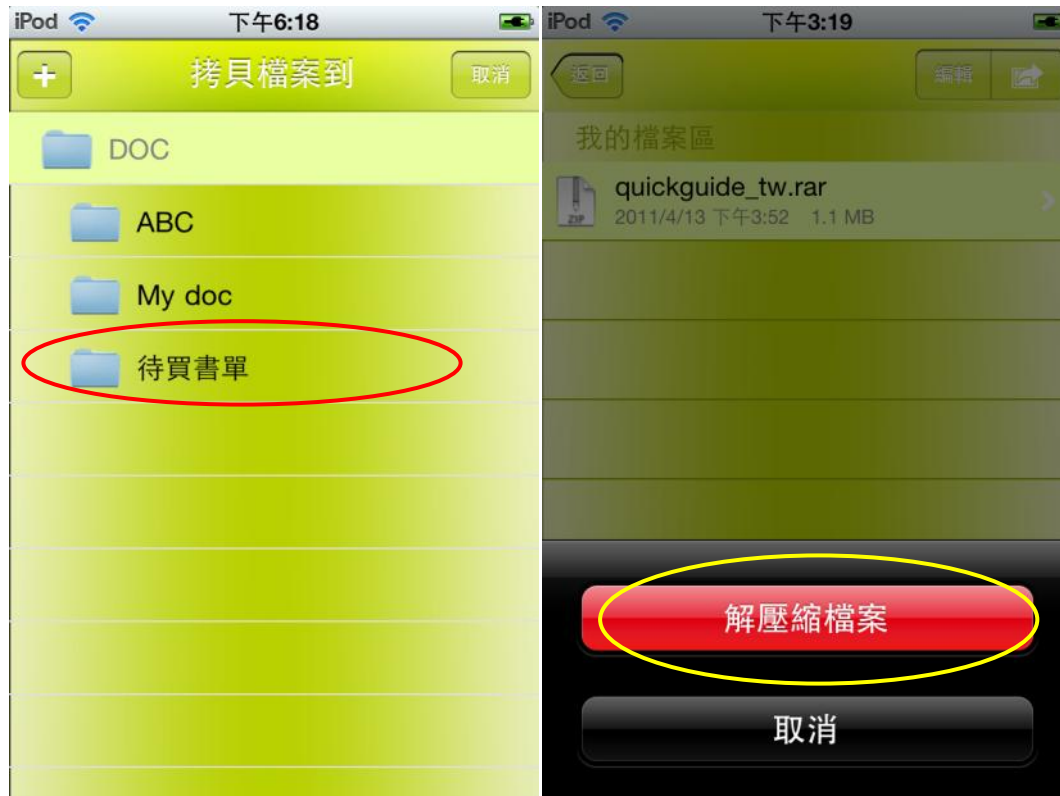 iPod 下午6:18
+ 拷貝檔案到 取消
DOC
ABC
My doc
待買書單
iPod 下午3:19
返回 編輯
我的檔案區
quickguide_tw.rar
ZIP 2011/4/13 下午3:52 1.1 MB
解壓縮檔案
取消